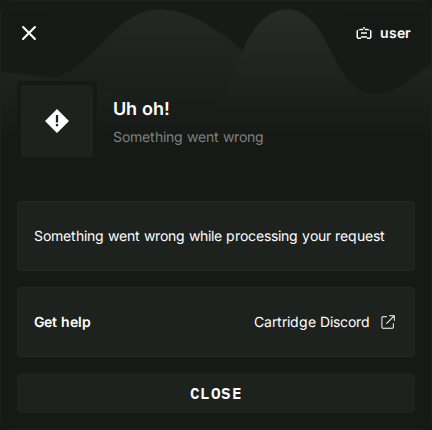 user
Uh oh!
Something went wrong
Something went wrong while processing your request
Get help
Cartridge Discord
CLOSE